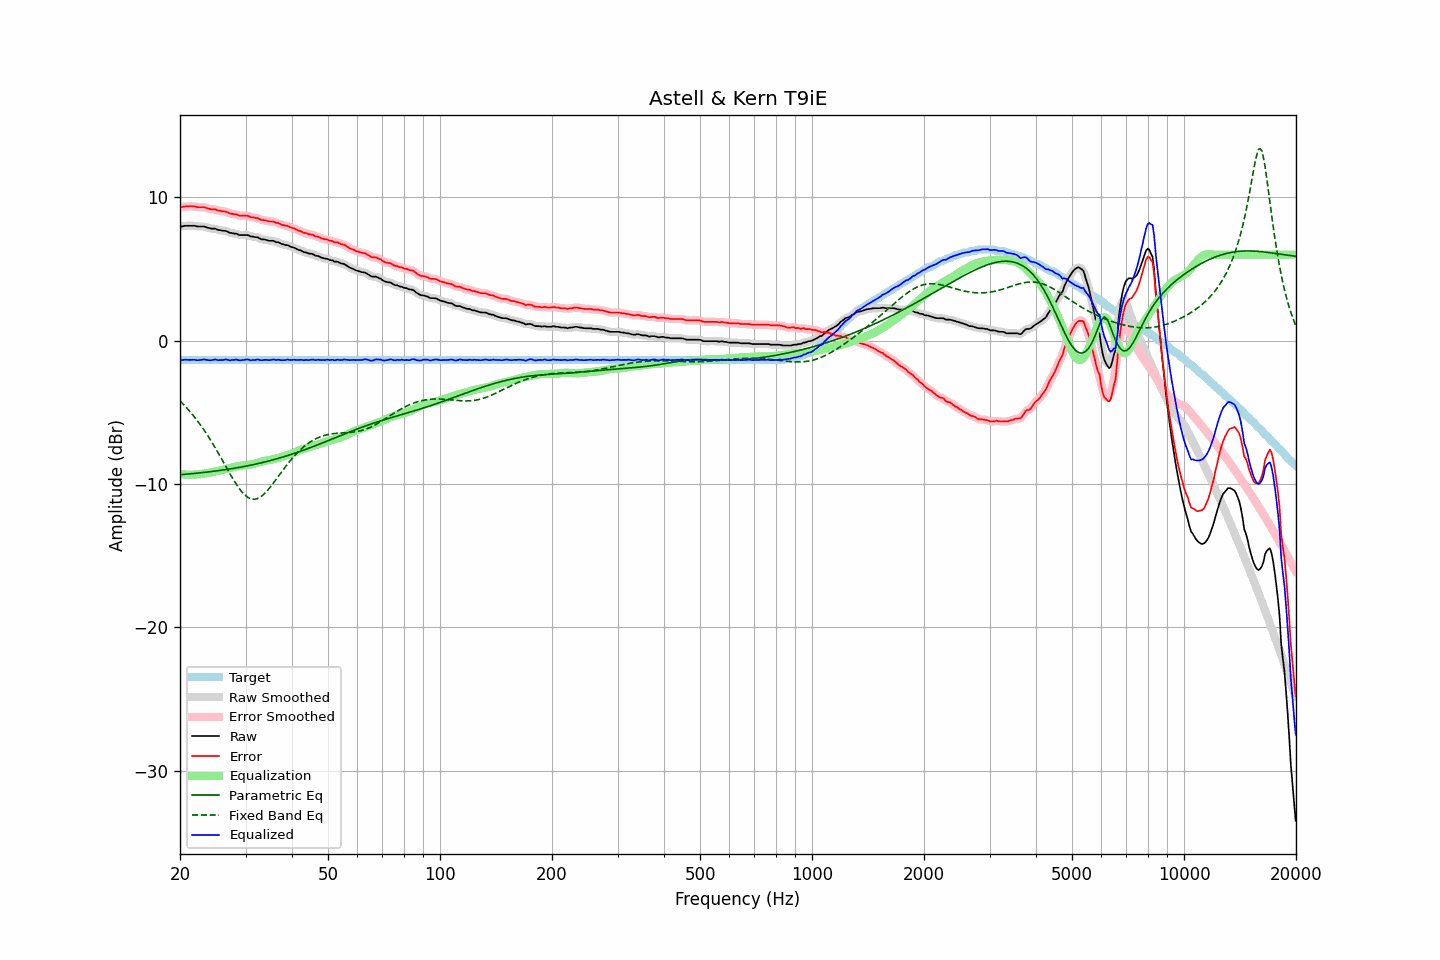 Astell & Kern T9iE
Amplitude (dBr)
10
0
−10
−20
−30
Target
Raw Smoothed
Error Smoothed
Raw
Error
Equalization
Parametric Eq
Fixed Band Eq
Equalized
20 50 100 200 500 1000 2000 5000 10000 20000
Frequency (Hz)